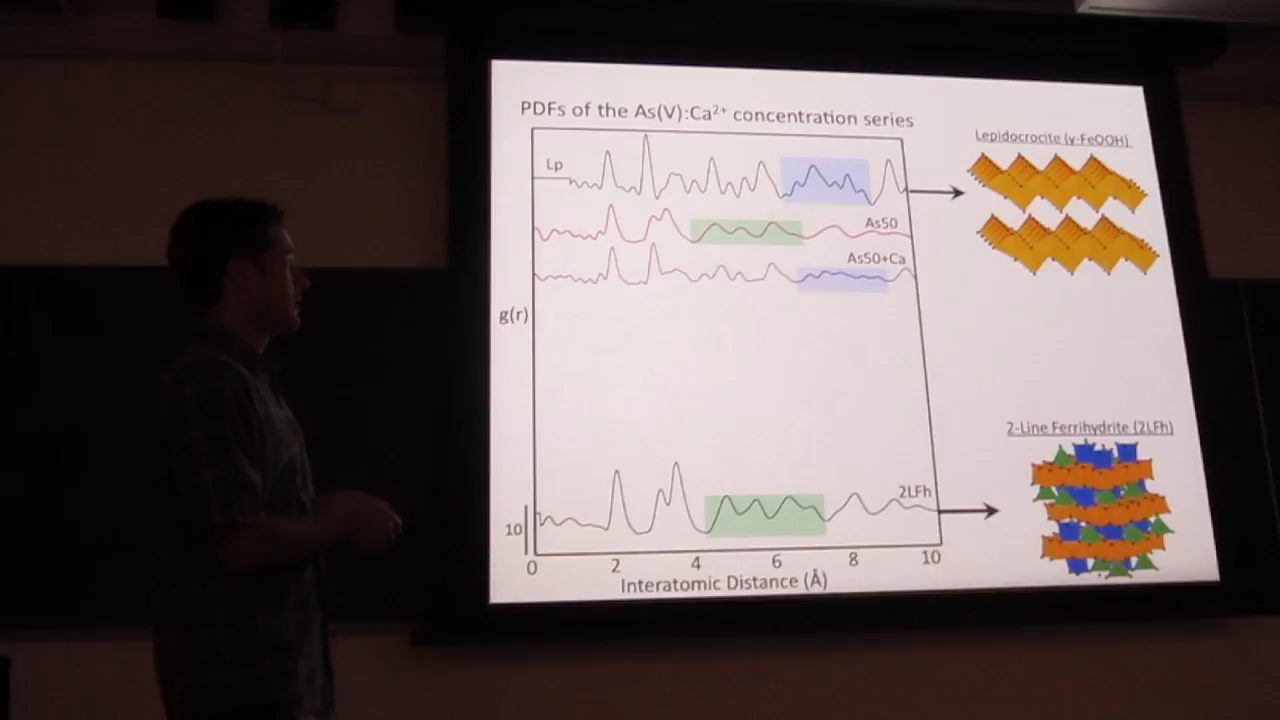 PDFs of the As(V):Ca²⁺ concentration series
Lp
As50
As50+Ca
g(r)
2LFh
10
0 2 4 6 8 10
Interatomic Distance (Å)
Lepidocrocite (γ-FeOOH)
2-Line Ferrihydrite (2LFh)